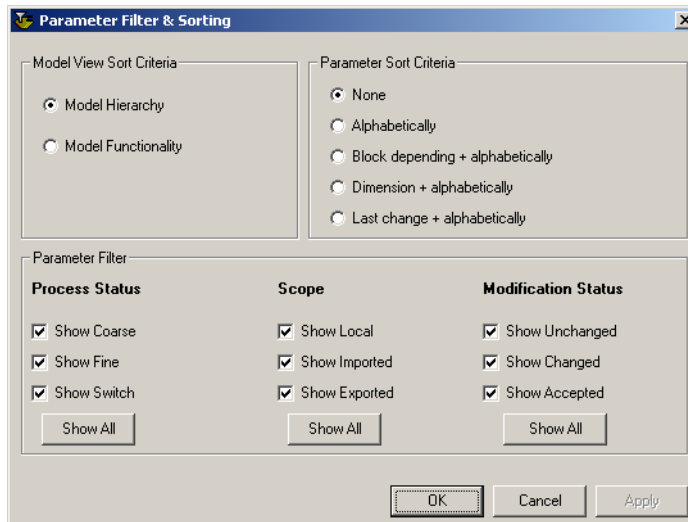 Parameter Filter & Sorting
Model View Sort Criteria
Model Hierarchy
Model Functionality
Parameter Sort Criteria
None
Alphabetically
Block depending + alphabetically
Dimension + alphabetically
Last change + alphabetically
Parameter Filter
Process Status
Show Coarse
Show Fine
Show Switch
Show All
Scope
Show Local
Show Imported
Show Exported
Show All
Modification Status
Show Unchanged
Show Changed
Show Accepted
Show All
OK
Cancel
Apply